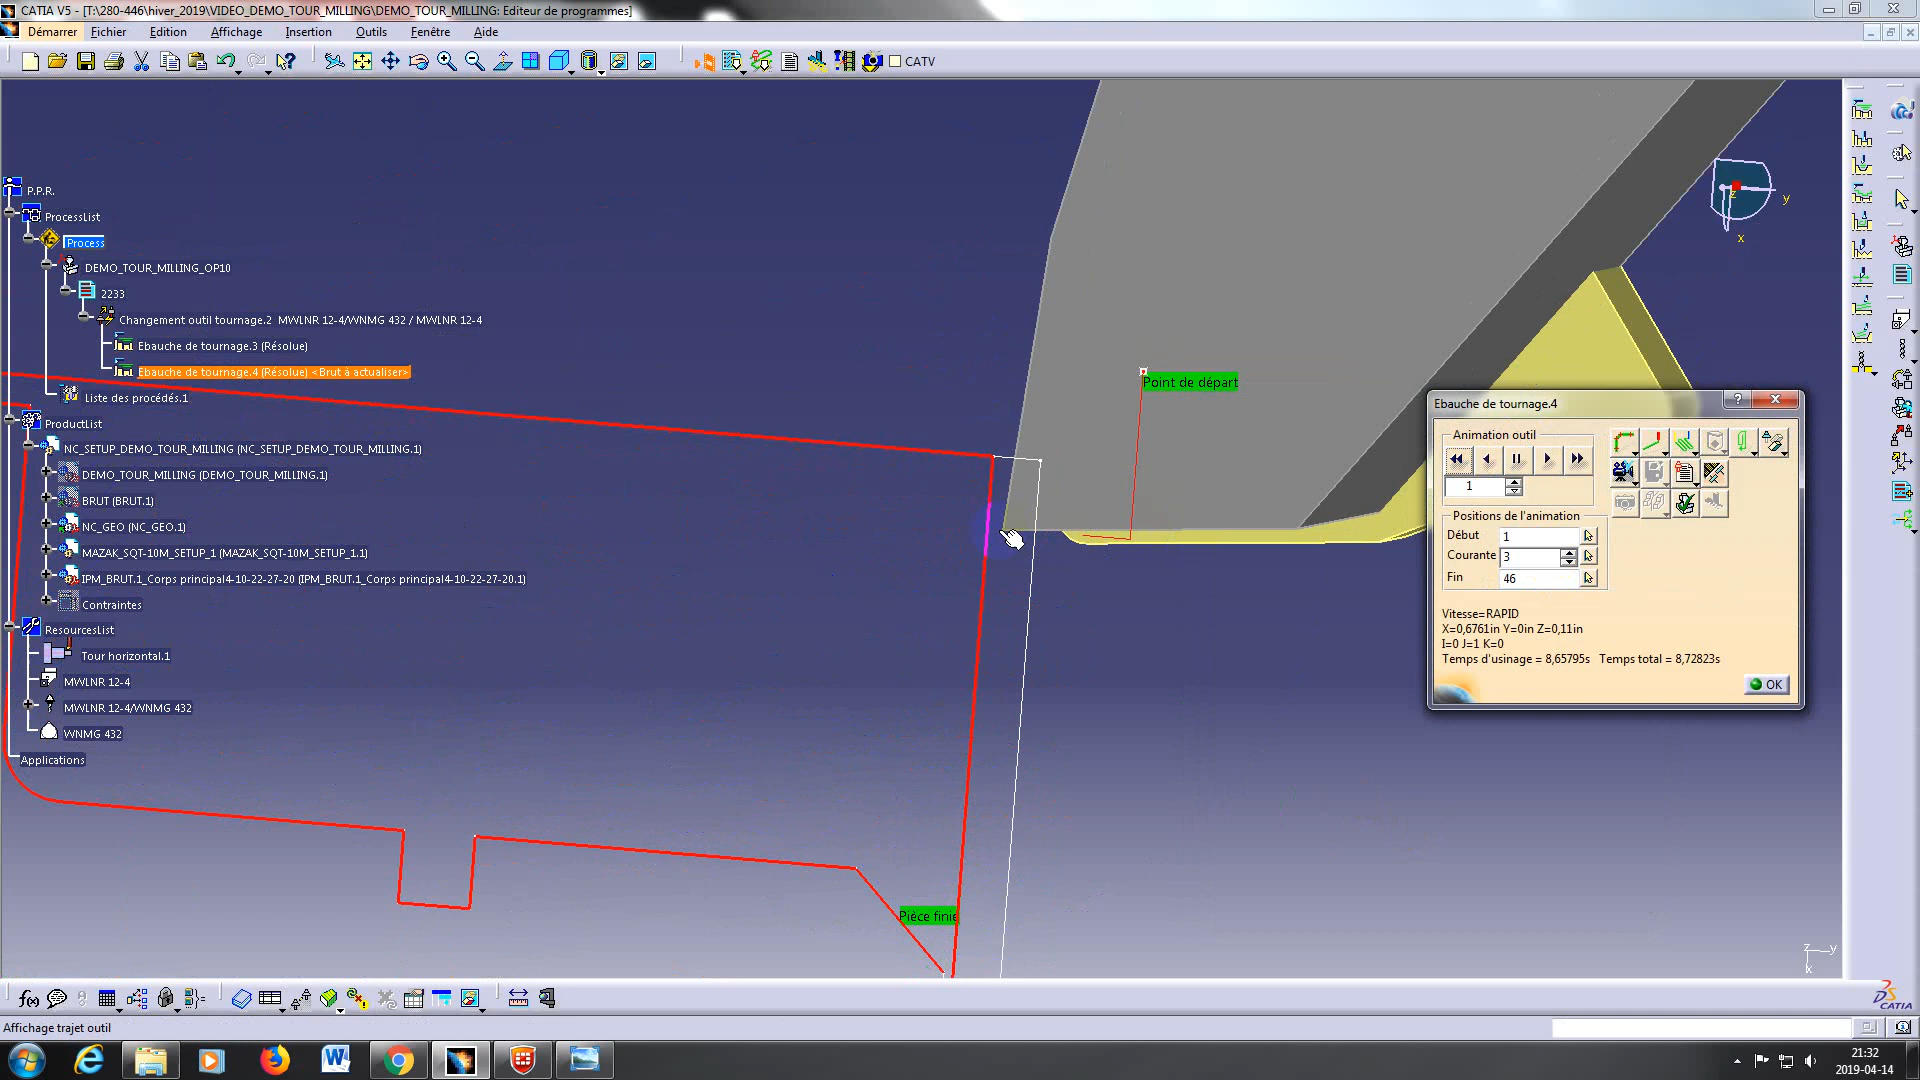 CATIA V5 - [T:\280-446\hiver_2019\VIDEO_DEMO_TOUR_MILLING\DEMO_TOUR_MILLING: Editeur de programmes]
Démarrer Fichier Edition Affichage Insertion Outils Fenêtre Aide
CATV
P.P.R.
ProcessList
Process
DEMO_TOUR_MILLING_OP10
2233
Changement outil tournage.2 MWLNR 12-4/WNMG 432 / MWLNR 12-4
Ebauche de tournage.3 (Résolue)
Ebauche de tournage.4 (Résolue) <Brut à actualiser>
Liste des procédés.1
ProductList
NC_SETUP_DEMO_TOUR_MILLING (NC_SETUP_DEMO_TOUR_MILLING.1)
DEMO_TOUR_MILLING (DEMO_TOUR_MILLING.1)
BRUT (BRUT.1)
NC_GEO (NC_GEO.1)
MAZAK_SQT-10M_SETUP_1 (MAZAK_SQT-10M_SETUP_1.1)
IPM_BRUT.1_Corps principal4-10-22-27-20 (IPM_BRUT.1_Corps principal4-10-22-27-20.1)
Contraintes
ResourcesList
Tour horizontal.1
MWLNR 12-4
MWLNR 12-4/WNMG 432
WNMG 432
Applications
Point de départ
Pièce finie
z
y
x
Ebauche de tournage.4
Animation outil
1
Positions de l'animation
Début 1
Courante 3
Fin 46
Vitesse=RAPID
X=0,6761in Y=0in Z=0,11in
I=0 J=1 K=0
Temps d'usinage = 8,65795s Temps total = 8,72823s
OK
z
y
x
f(x)
CATIA
Affichage trajet outil
21:32
2019-04-14